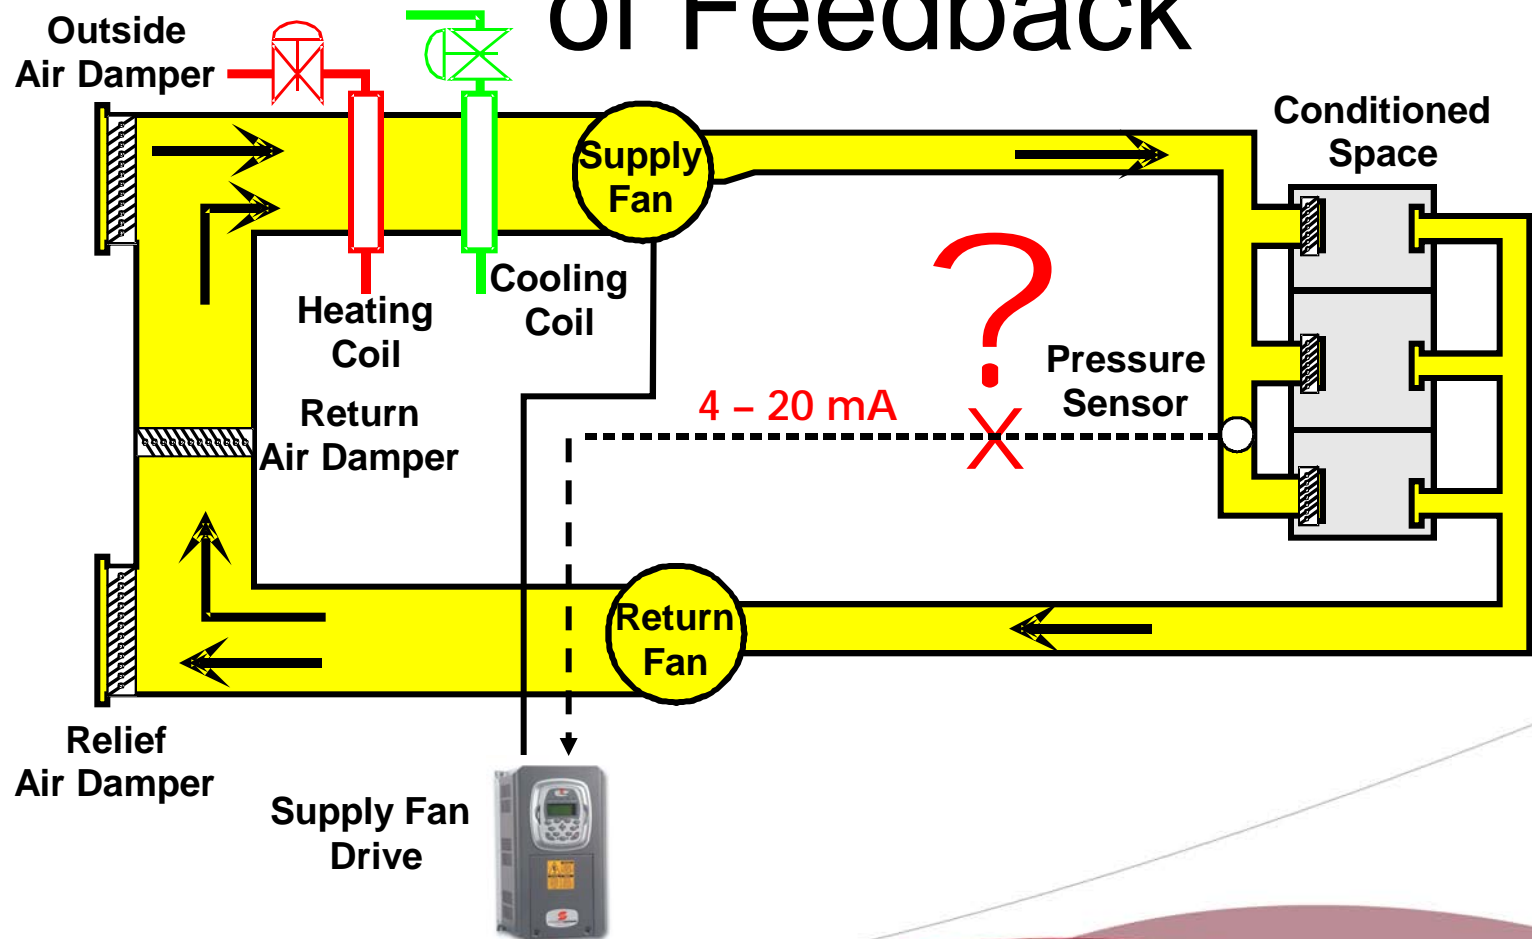 of Feedback
Outside
Air Damper
Conditioned
Space
Supply
Fan
Cooling
Coil
Heating
Coil
Pressure
Sensor
4 – 20 mA
?
X
Return
Air Damper
Return
Fan
Relief
Air Damper
Supply Fan
Drive